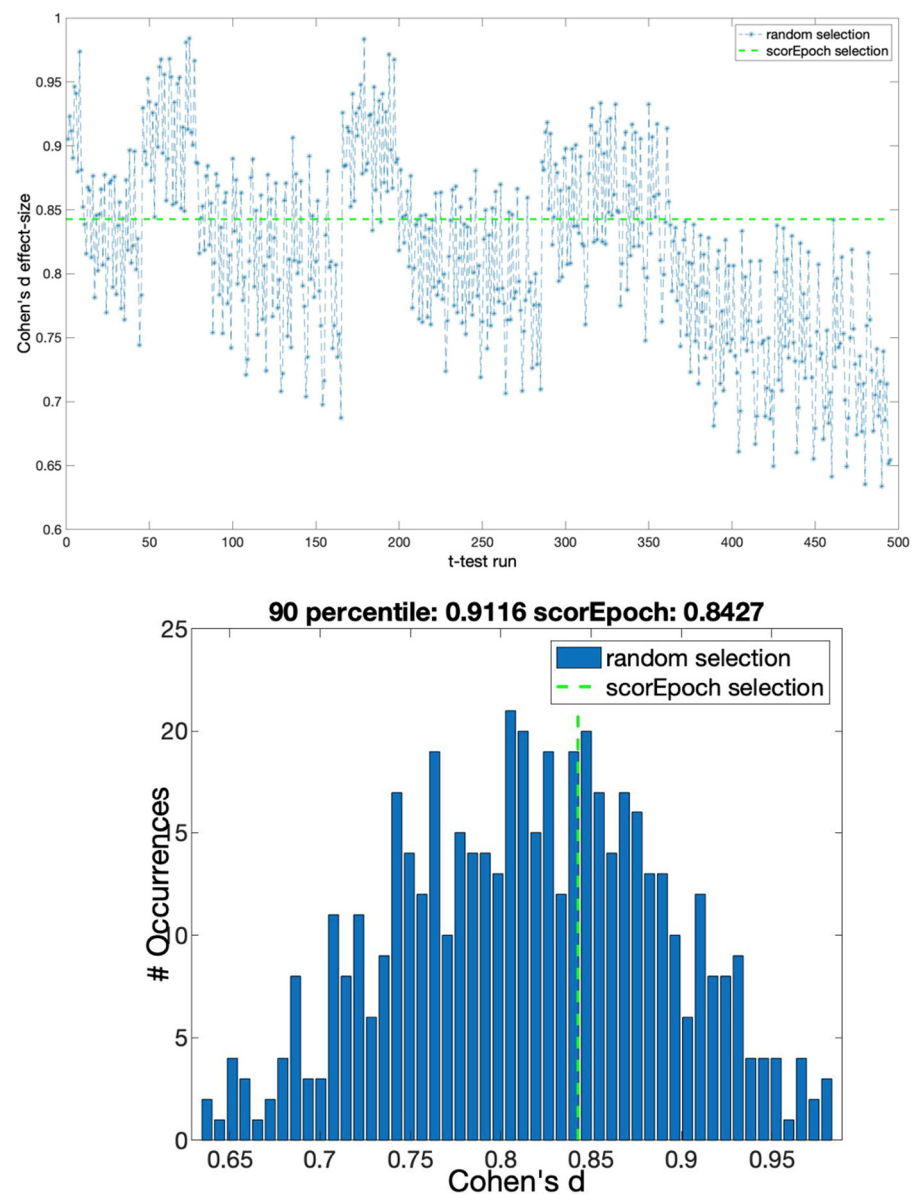 1
0.95
0.9
0.85
0.8
0.75
0.7
0.65
0.6
Cohen's d effect-size
random selection
scorEpoch selection
0 50 100 150 200 250 300 350 400 450 500
t-test run
90 percentile: 0.9116 scorEpoch: 0.8427
25
20
15
10
5
0
# Occurrences
random selection
scorEpoch selection
0.65 0.7 0.75 0.8 0.85 0.9 0.95
Cohen's d